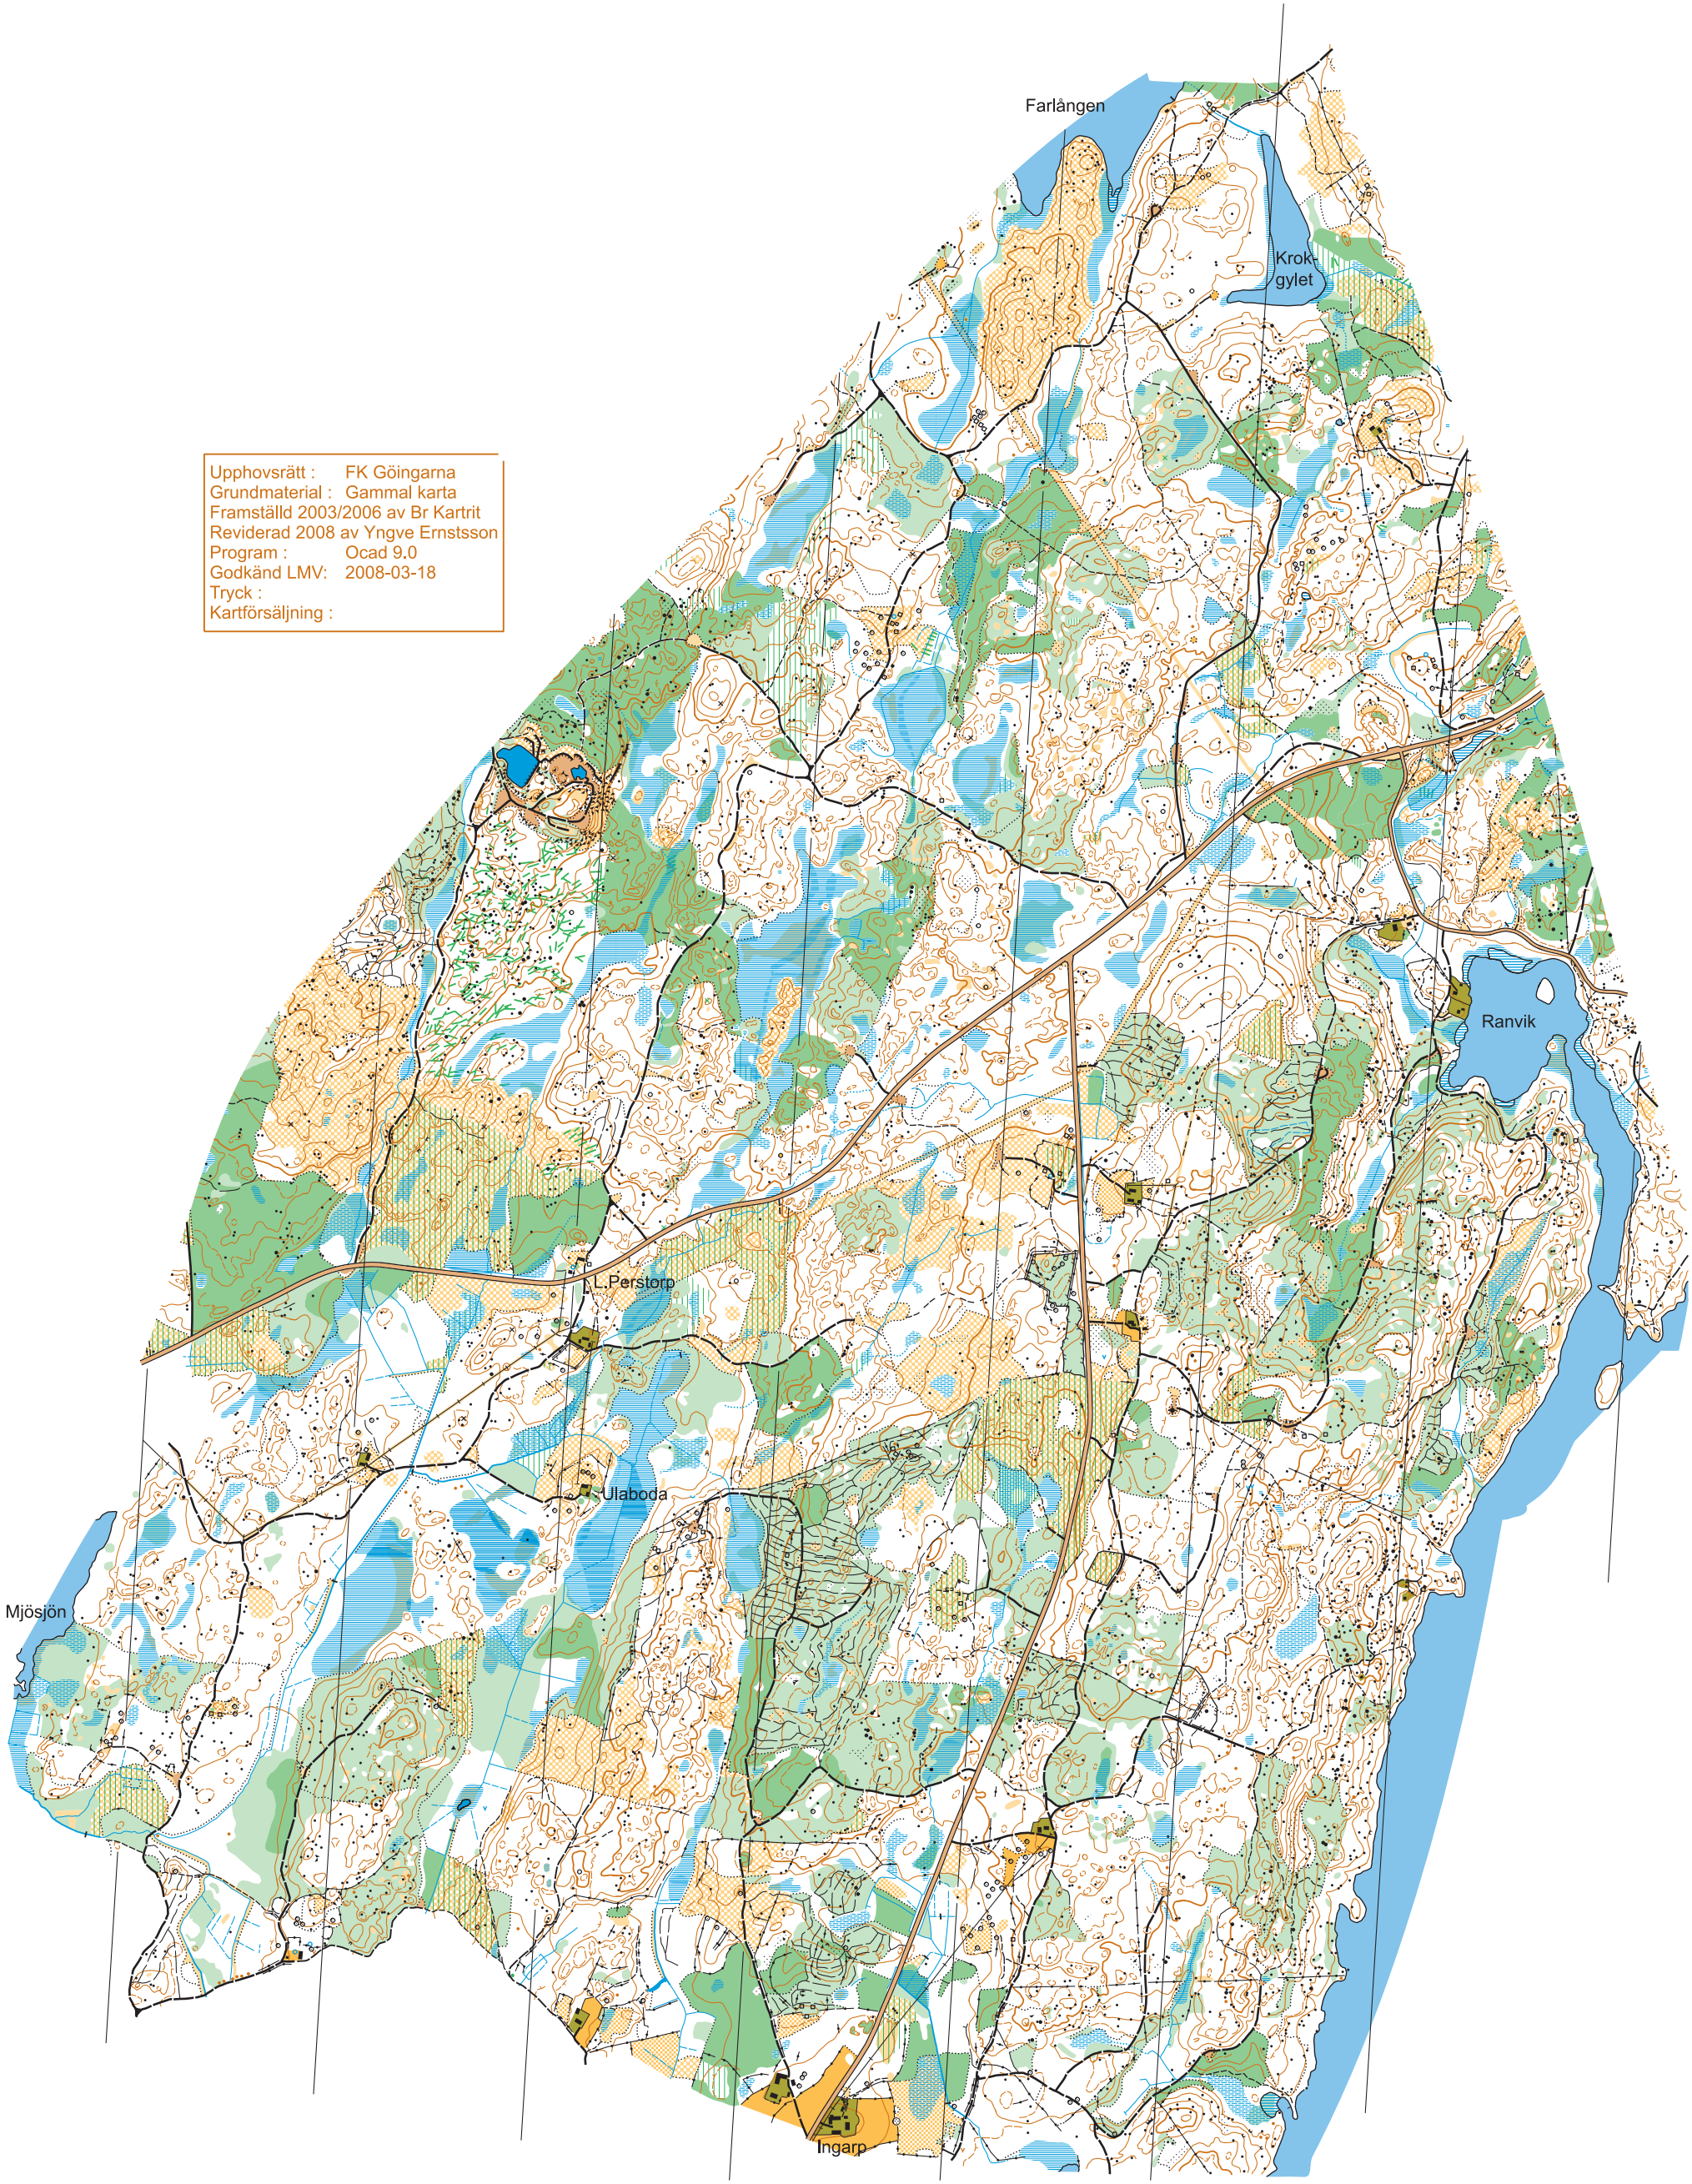 Farlången
Krok-
gylet
Upphovsrätt : FK Göingarna
Grundmaterial : Gammal karta
Framställd 2003/2006 av Br Kartrit
Reviderad 2008 av Yngve Ernstsson
Program : Ocad 9.0
Godkänd LMV: 2008-03-18
Tryck :
Kartförsäljning :
Ranvik
L.Perstorp
Ulaboda
Mjösjön
Ingarp